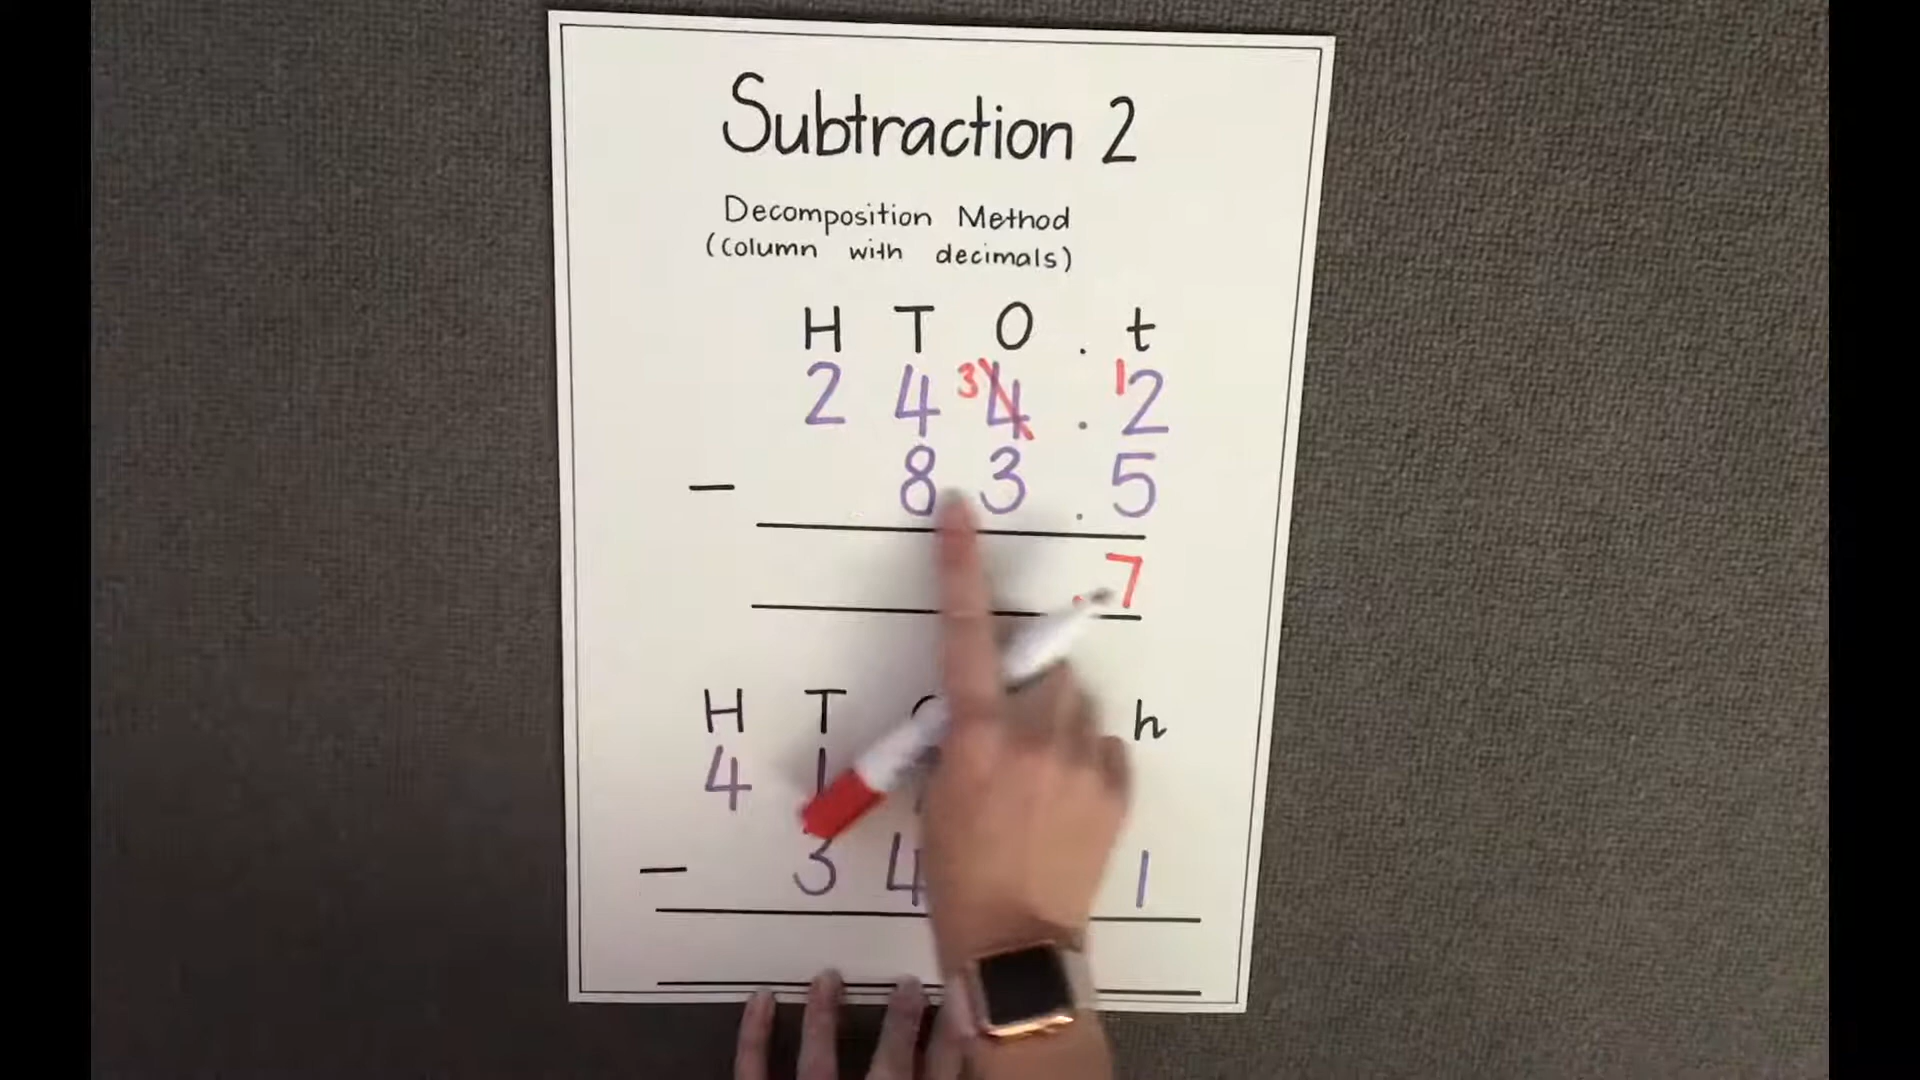 Subtraction 2
Decomposition Method
(Column with decimals)
H T O . t
2 4 3 4 . 1 2
- 8 3 . 5
. 7
H T h
4 1
- 3 4 1